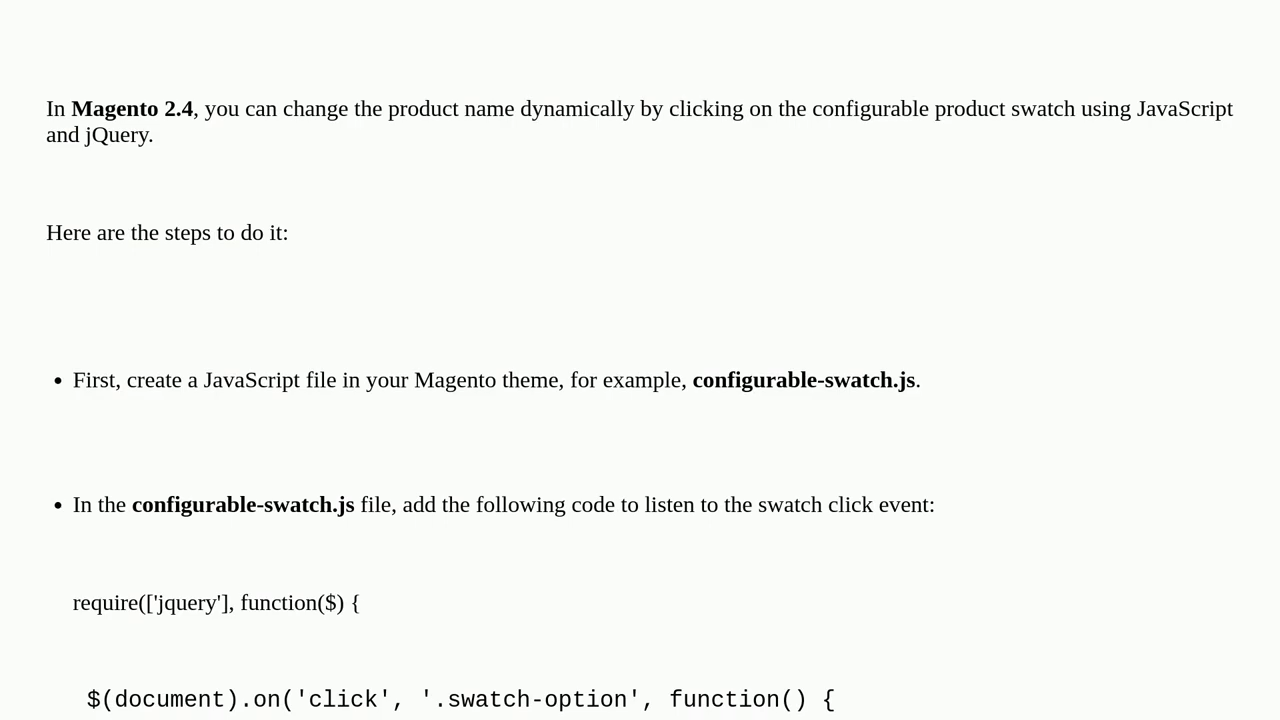 In Magento 2.4, you can change the product name dynamically by clicking on the configurable product swatch using JavaScript
and jQuery.
Here are the steps to do it:
• First, create a JavaScript file in your Magento theme, for example, configurable-swatch.js.
• In the configurable-swatch.js file, add the following code to listen to the swatch click event:
require(['jquery'], function($) {
$(document).on('click', '.swatch-option', function() {